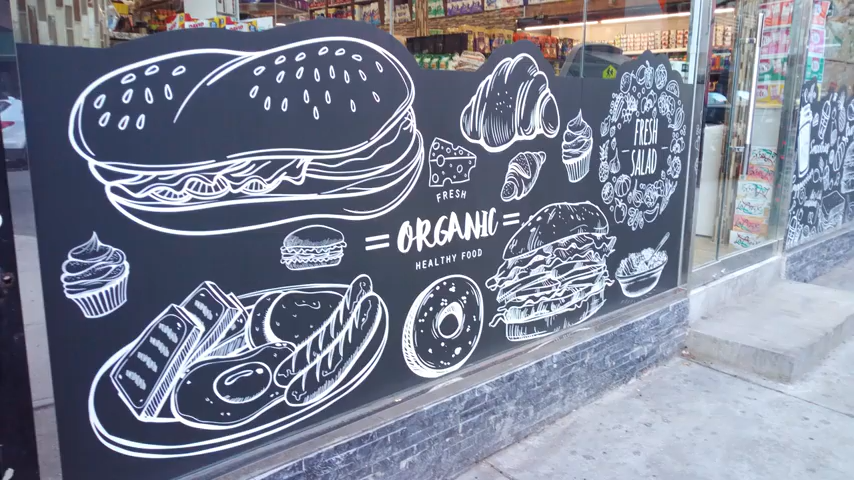 FRESH
= ORGANIC =
HEALTHY FOOD
FRESH
SALAD